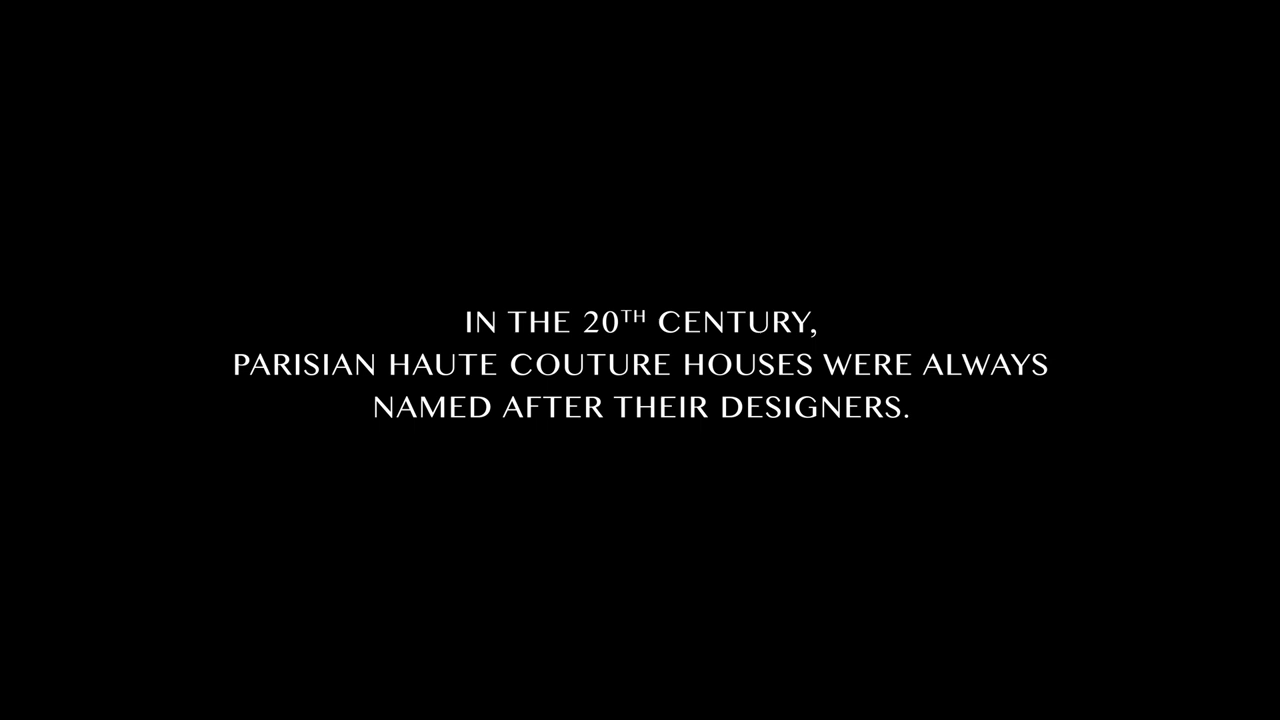 IN THE 20TH CENTURY,
PARISIAN HAUTE COUTURE HOUSES WERE ALWAYS
NAMED AFTER THEIR DESIGNERS.